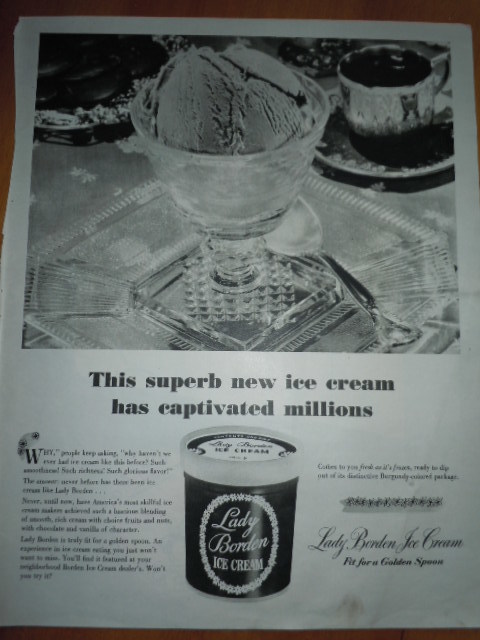 This superb new ice cream
has captivated millions
"WHY," people keep asking, "why haven't we
ever had ice cream like this before? Such
smoothness! Such richness! Such glorious flavor!"
The answer: never before has there been ice
cream like Lady Borden . . .
Never, until now, have America's most skillful ice
cream makers achieved such a luscious blending
of smooth, rich cream with choice fruits and nuts,
with chocolate and vanilla of character.
Lady Borden is truly fit for a golden spoon. An
experience in ice cream eating you just won't
want to miss. You'll find it featured at your
neighborhood Borden Ice Cream dealer's. Won't
you try it?
Lady Borden
ICE CREAM
Lady
Borden
ICE CREAM
Comes to you fresh as it's frozen, ready to dip
out of its distinctive Burgundy-colored package.
Lady Borden Ice Cream
Fit for a Golden Spoon